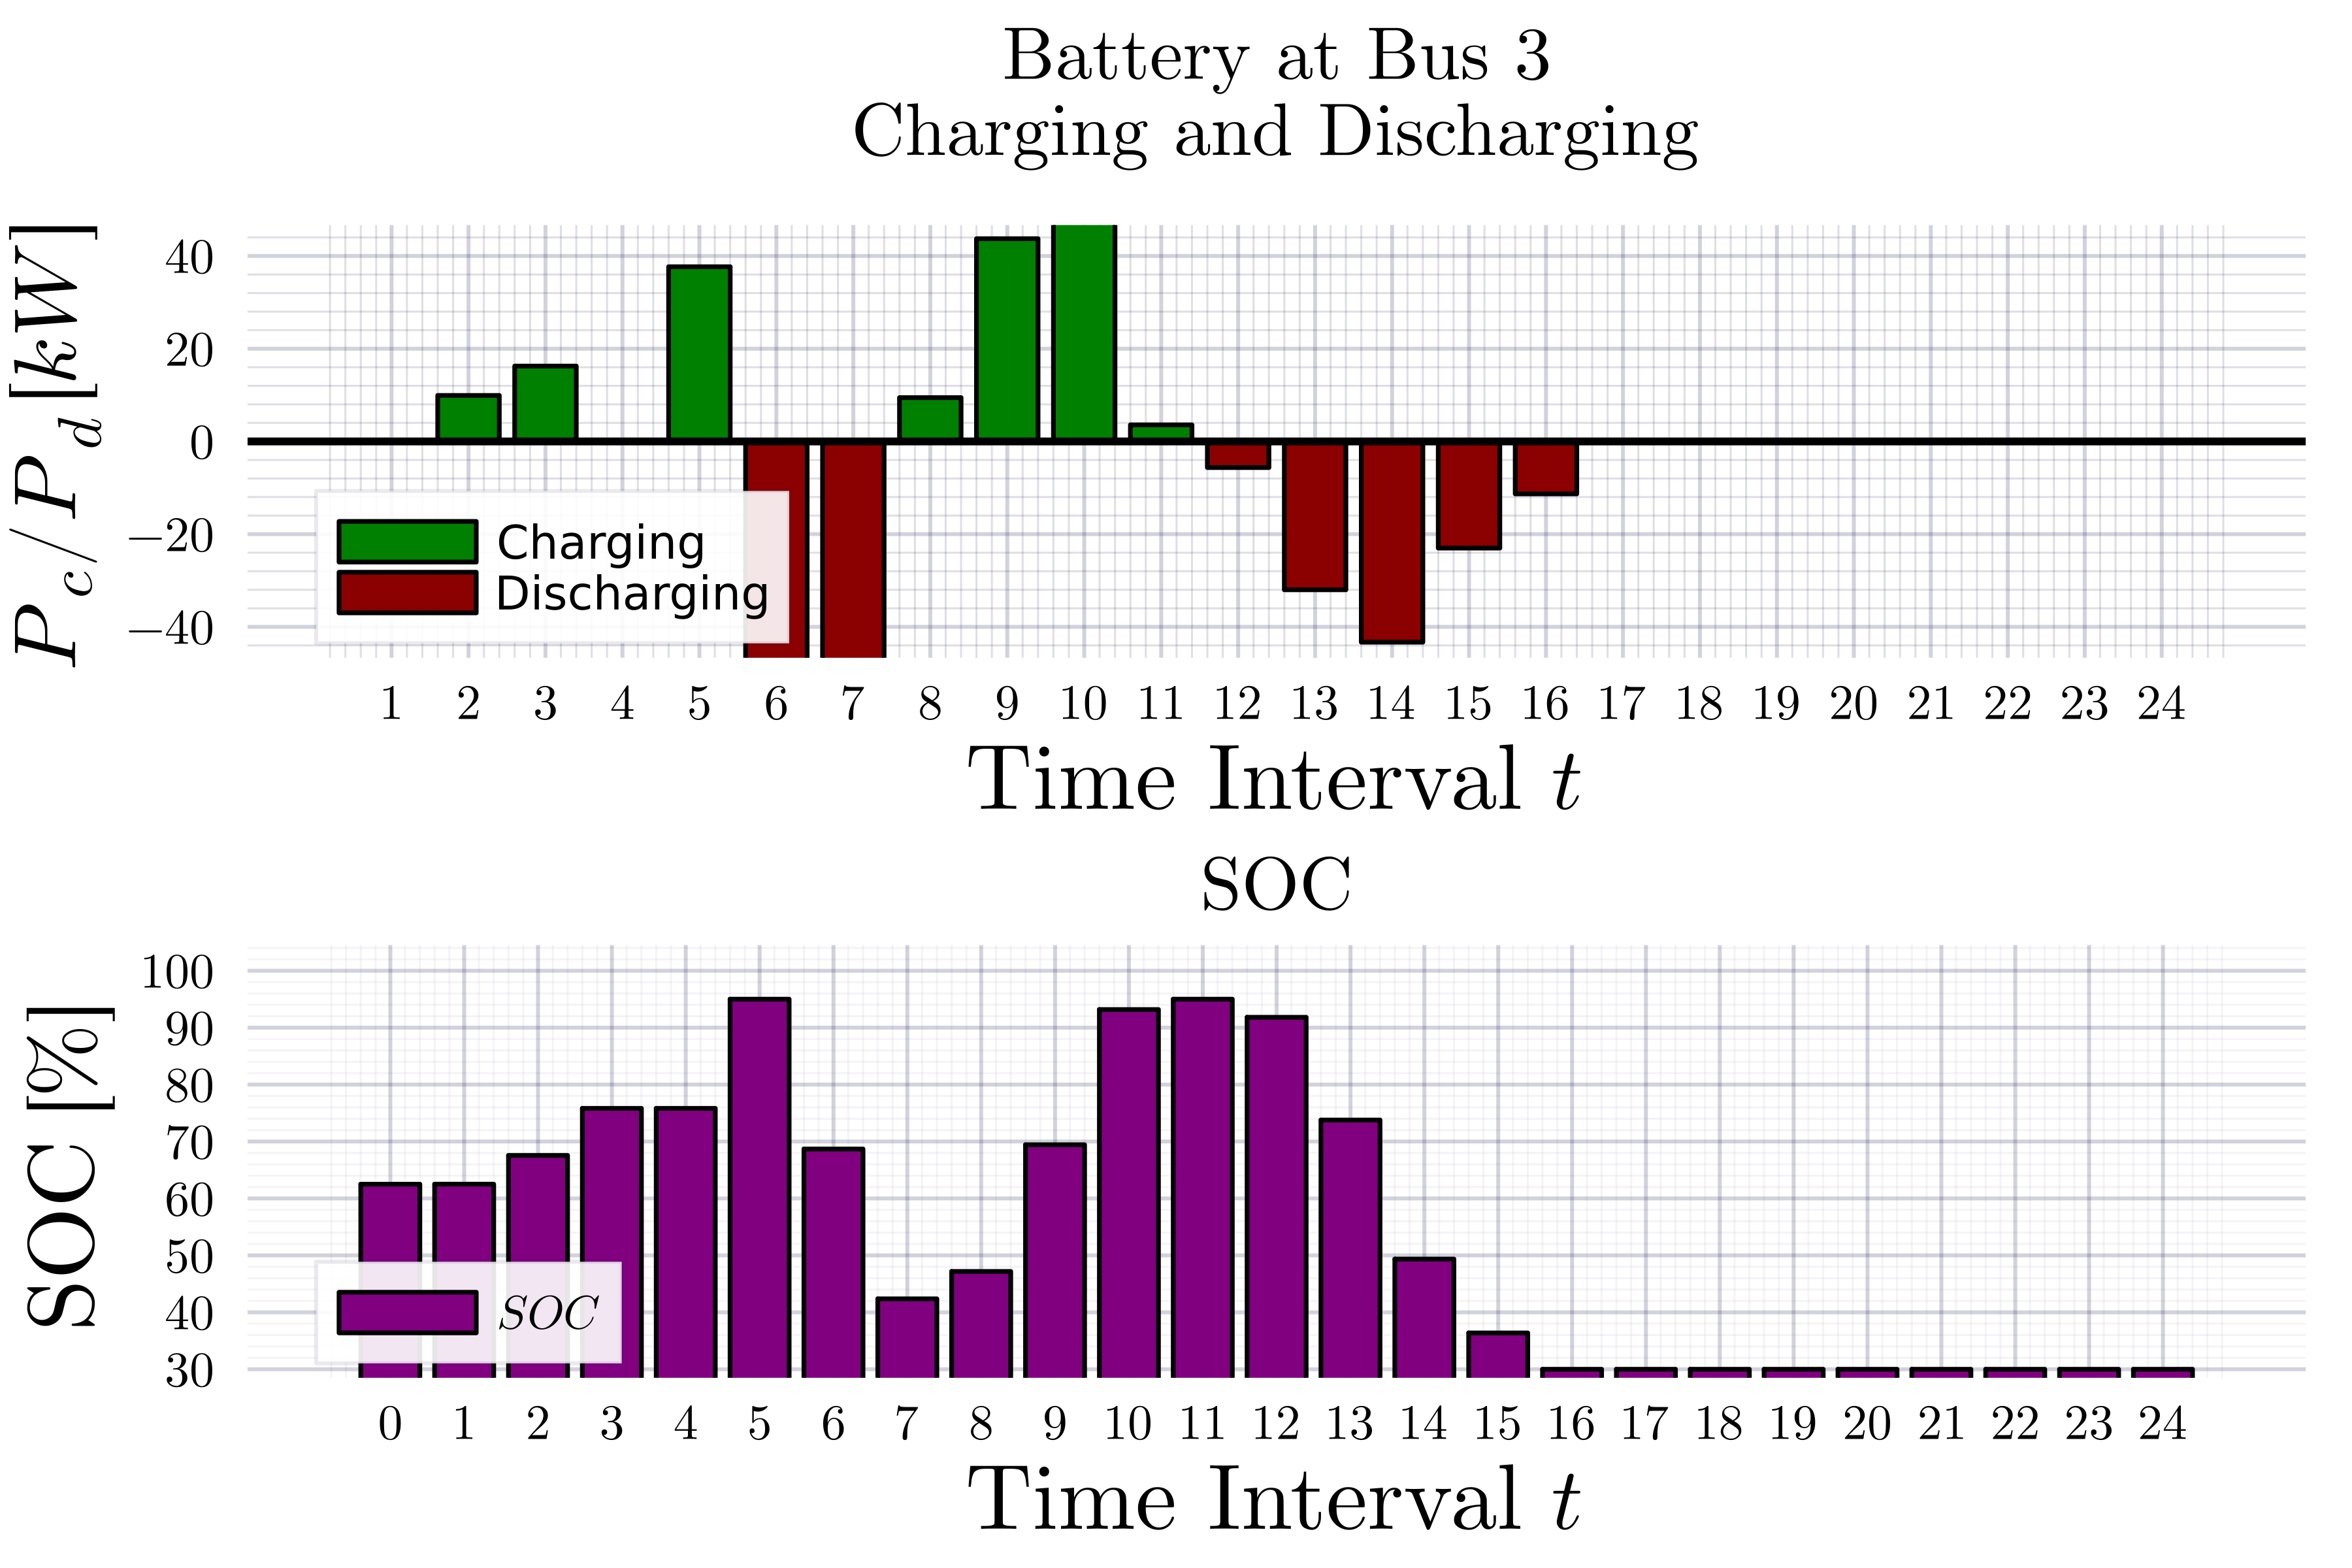 Battery at Bus 3
Charging and Discharging
P_c/P_d [kW]
40
20
0
−20
−40
Charging
Discharging
1 2 3 4 5 6 7 8 9 10 11 12 13 14 15 16 17 18 19 20 21 22 23 24
Time Interval t
SOC
SOC [%]
100
90
80
70
60
50
40
30
SOC
0 1 2 3 4 5 6 7 8 9 10 11 12 13 14 15 16 17 18 19 20 21 22 23 24
Time Interval t